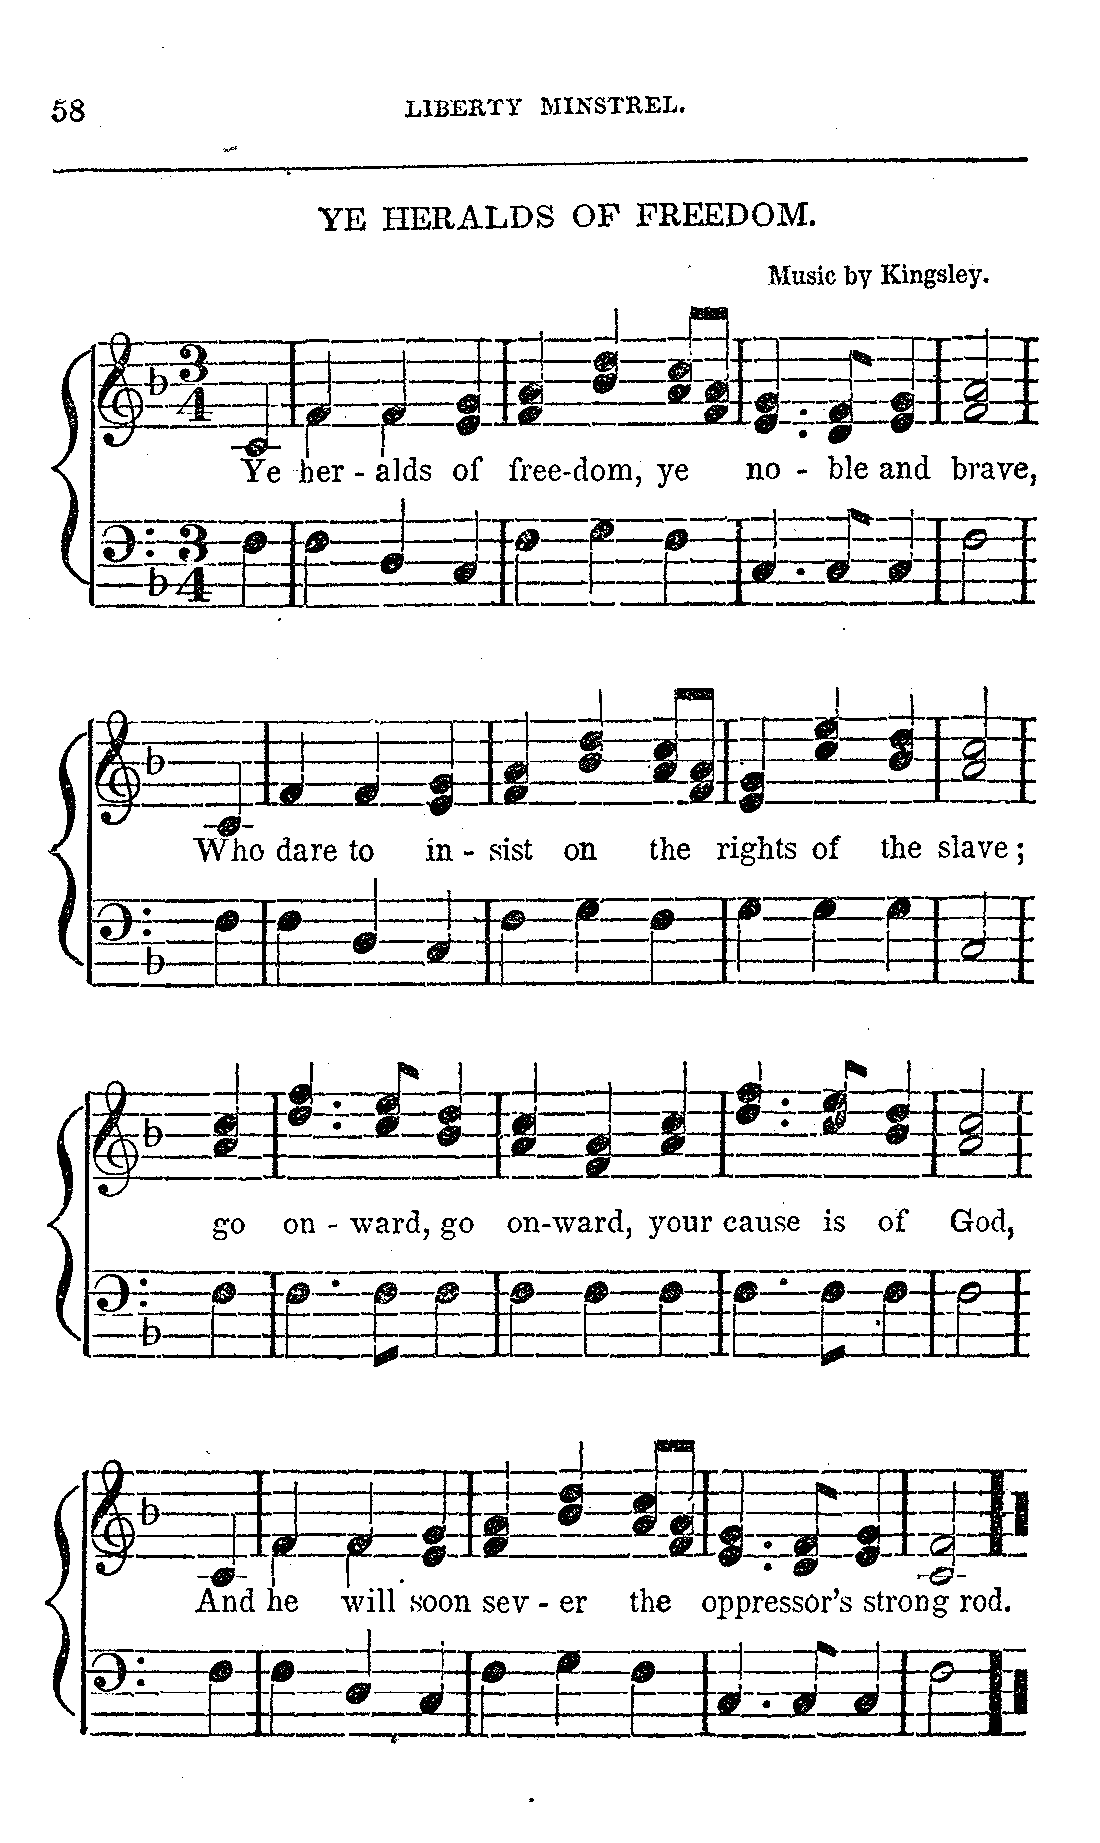 58
LIBERTY MINSTREL.
YE HERALDS OF FREEDOM.
Music by Kingsley.
3
4
Ye her - alds of free-dom, ye no - ble and brave,
3
4
Who dare to in - sist on the rights of the slave;
go on - ward, go on-ward, your cause is of God,
And he will soon sev - er the oppressor's strong rod.